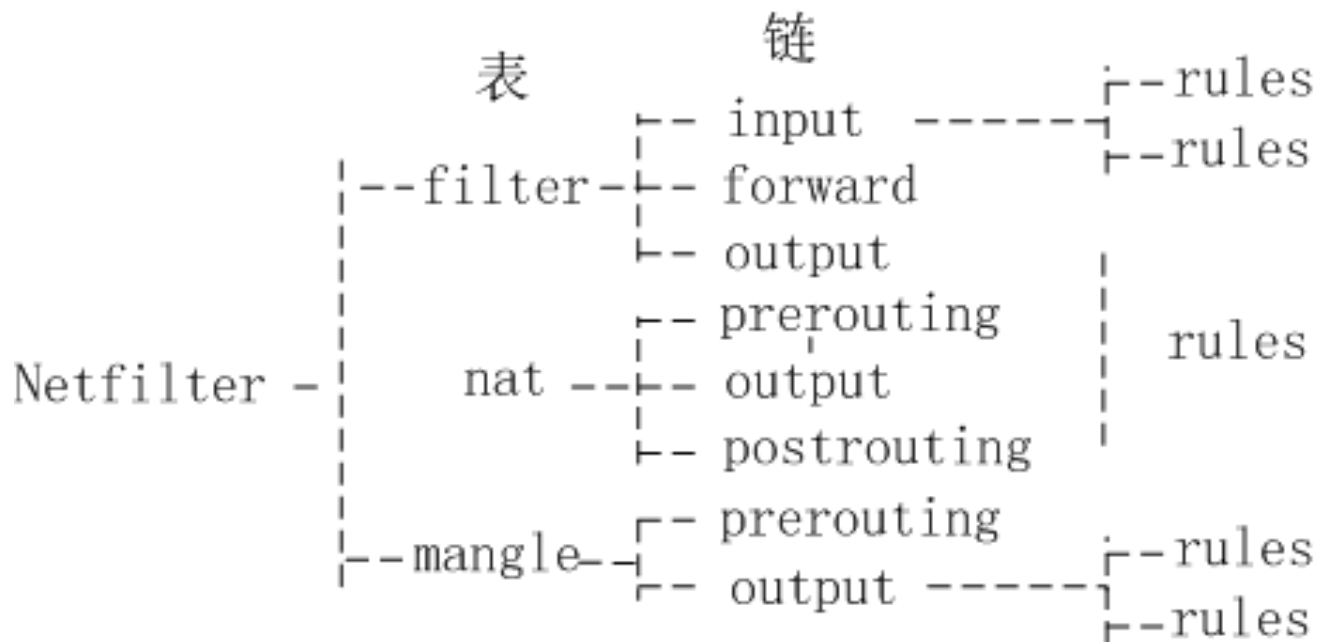 链
表
rules
input
rules
filter
forward
output
prerouting
rules
Netfilter
nat
output
postrouting
prerouting
mangle
rules
output
rules